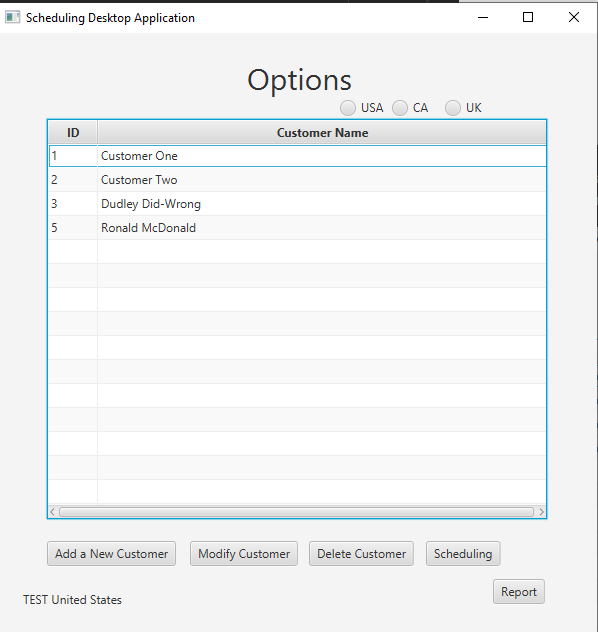 Scheduling Desktop Application
Options
USA CA UK
ID Customer Name
1 Customer One
2 Customer Two
3 Dudley Did-Wrong
5 Ronald McDonald
Add a New Customer Modify Customer Delete Customer Scheduling
Report
TEST United States